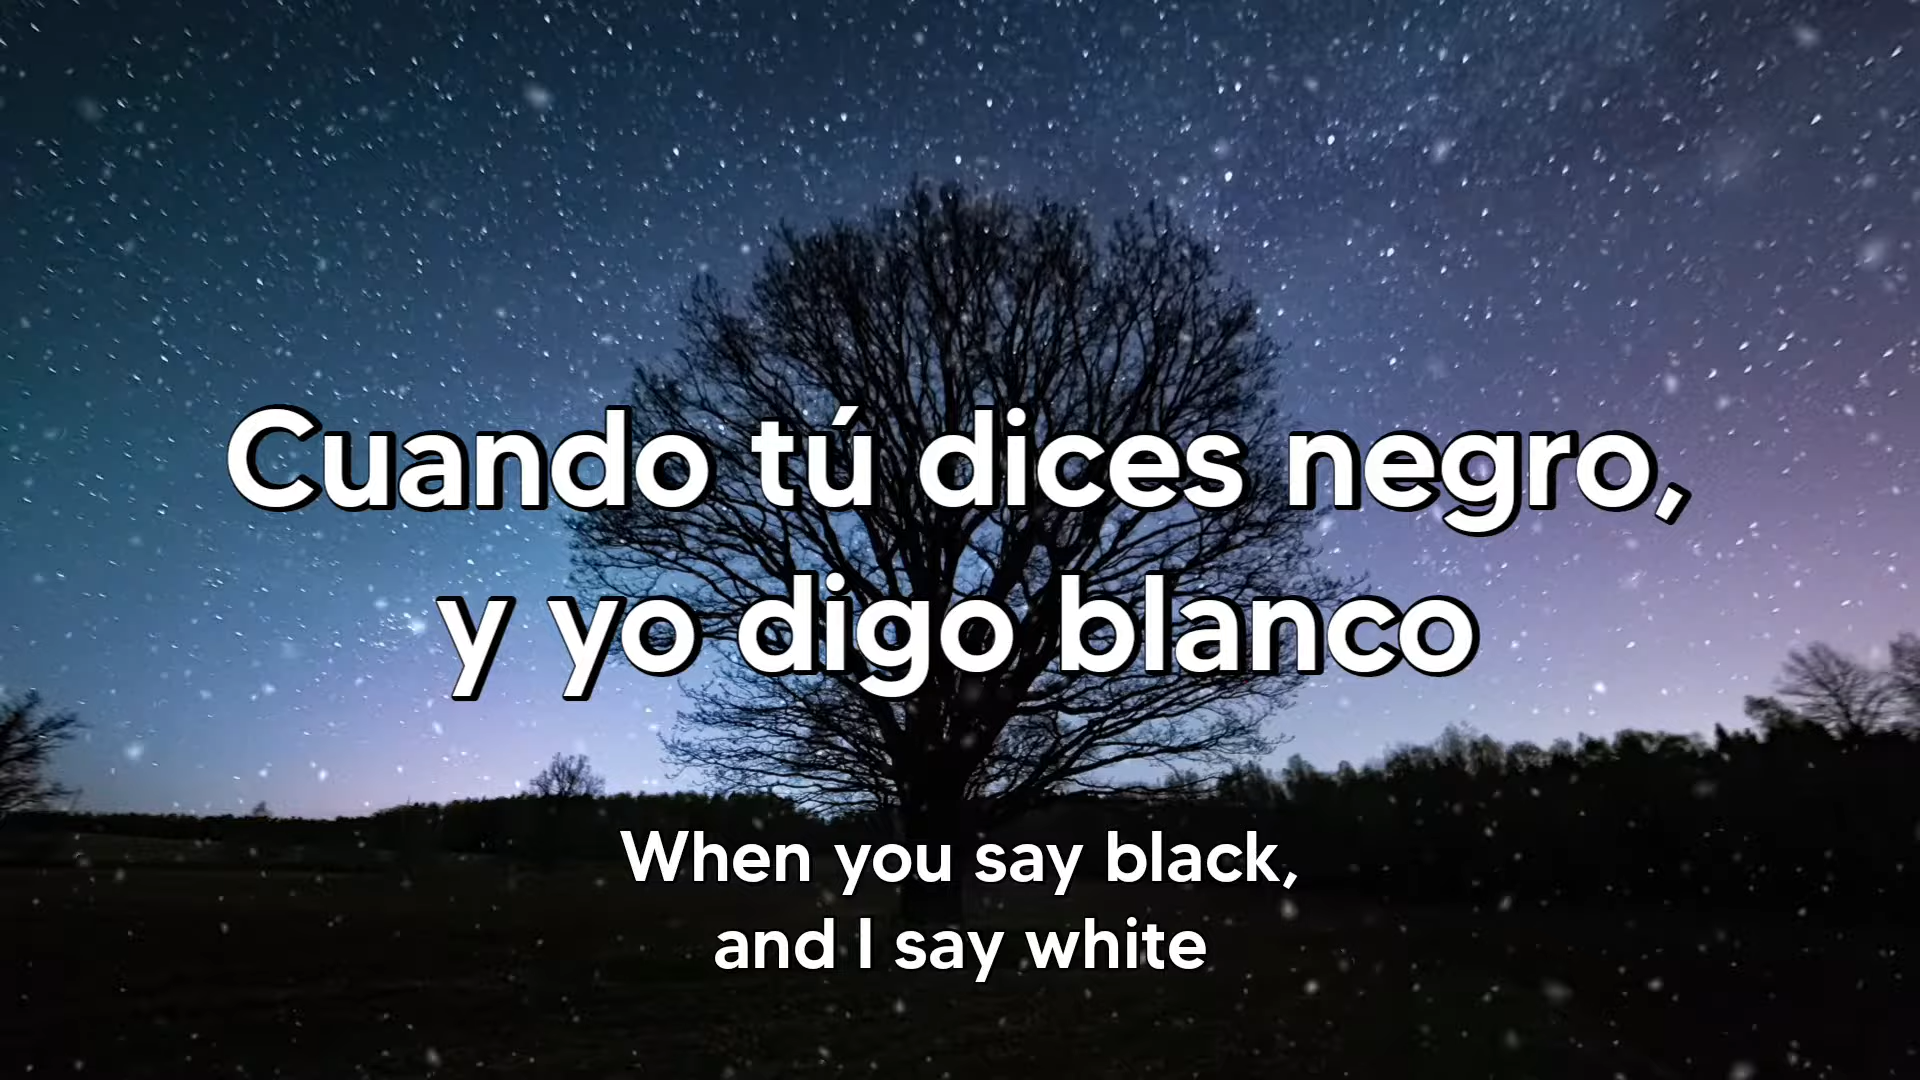 Cuando tú dices negro,
y yo digo blanco
When you say black,
and I say white